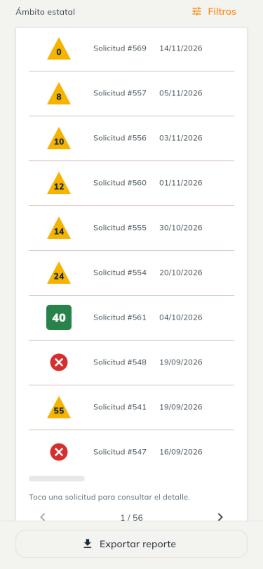 Ámbito estatal Filtros
0 Solicitud #569 14/11/2026
8 Solicitud #557 05/11/2026
10 Solicitud #556 03/11/2026
12 Solicitud #560 01/11/2026
14 Solicitud #555 30/10/2026
24 Solicitud #554 20/10/2026
40 Solicitud #561 04/10/2026
Solicitud #548 19/09/2026
55 Solicitud #541 19/09/2026
Solicitud #547 16/09/2026
Toca una solicitud para consultar el detalle.
1 / 56
Exportar reporte